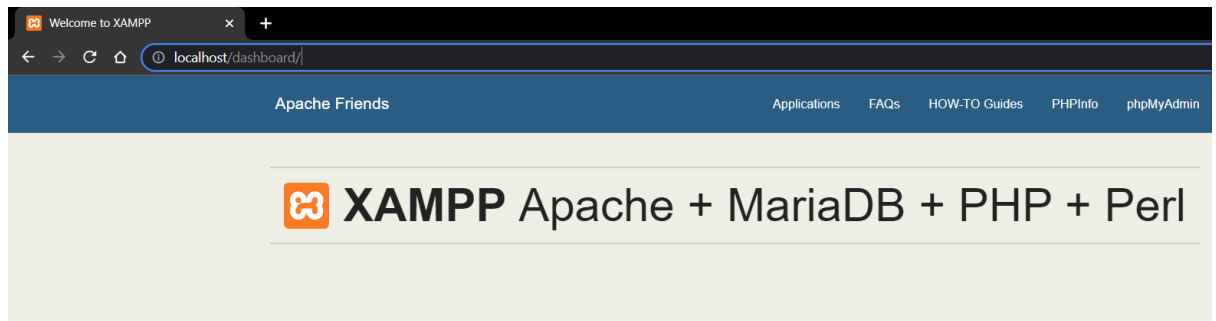 Welcome to XAMPP
localhost/dashboard/
Apache Friends Applications FAQs HOW-TO Guides PHPInfo phpMyAdmin
XAMPP Apache + MariaDB + PHP + Perl